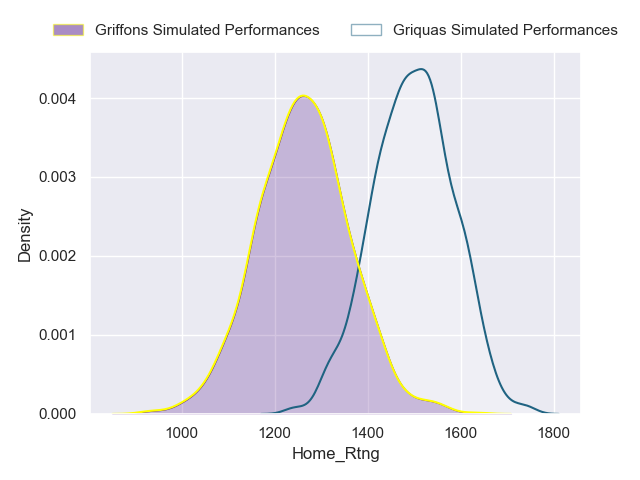 Griffons Simulated Performances Griquas Simulated Performances
0.004
0.003
0.002
0.001
0.000
Density
1000 1200 1400 1600 1800
Home_Rtng